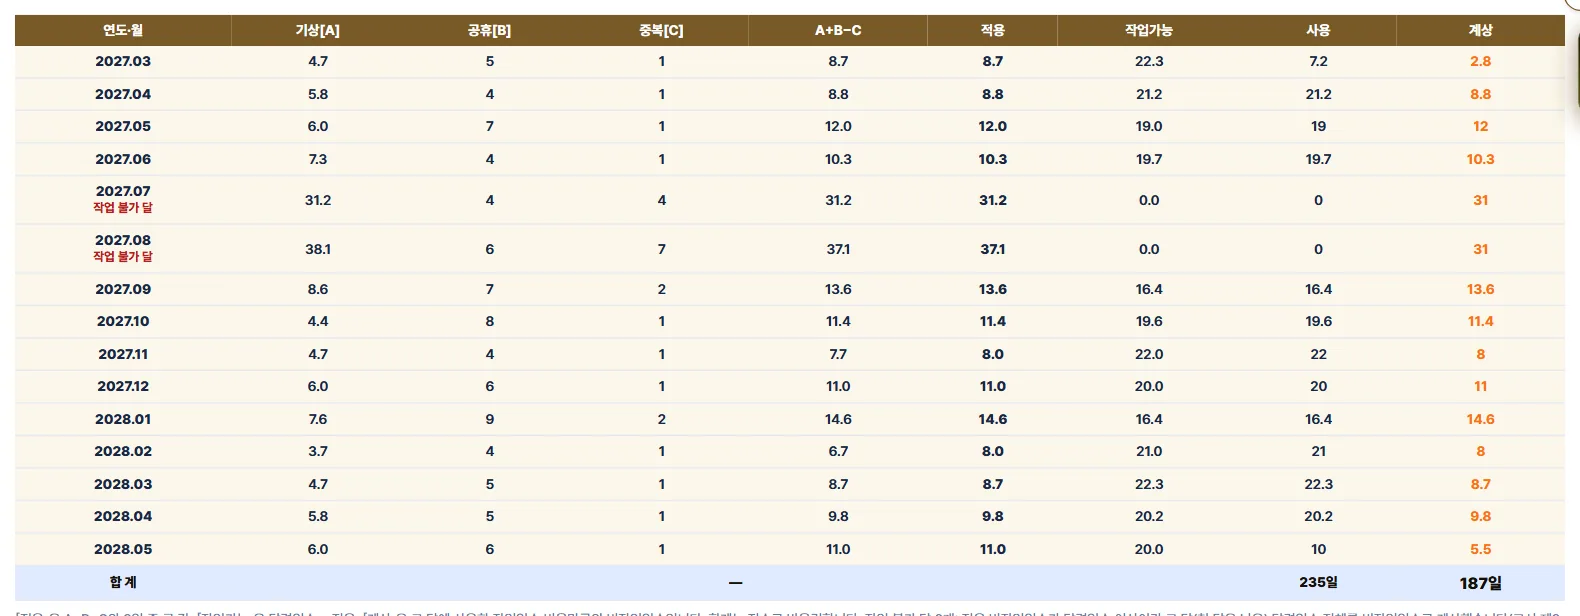 연도·월 기상[A] 공휴[B] 중복[C] A+B−C 적용 작업가능 사용 계상
2027.03 4.7 5 1 8.7 8.7 22.3 7.2 2.8
2027.04 5.8 4 1 8.8 8.8 21.2 21.2 8.8
2027.05 6.0 7 1 12.0 12.0 19.0 19 12
2027.06 7.3 4 1 10.3 10.3 19.7 19.7 10.3
2027.07 31.2 4 4 31.2 31.2 0.0 0 31
작업 불가 달
2027.08 38.1 6 7 37.1 37.1 0.0 0 31
작업 불가 달
2027.09 8.6 7 2 13.6 13.6 16.4 16.4 13.6
2027.10 4.4 8 1 11.4 11.4 19.6 19.6 11.4
2027.11 4.7 4 1 7.7 8.0 22.0 22 8
2027.12 6.0 6 1 11.0 11.0 20.0 20 11
2028.01 7.6 9 2 14.6 14.6 16.4 16.4 14.6
2028.02 3.7 4 1 6.7 8.0 21.0 21 8
2028.03 4.7 5 1 8.7 8.7 22.3 22.3 8.7
2028.04 5.8 5 1 9.8 9.8 20.2 20.2 9.8
2028.05 6.0 6 1 11.0 11.0 20.0 10 5.5
합 계 — 235일 187일